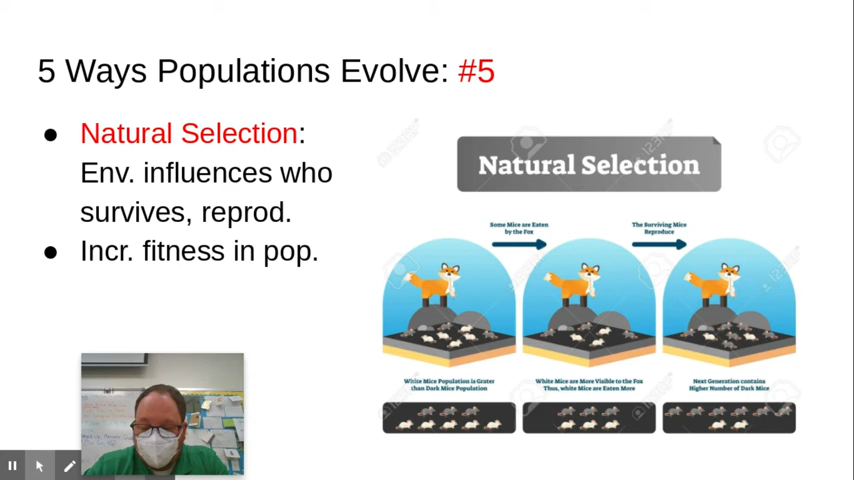 5 Ways Populations Evolve: #5
● Natural Selection:
Env. influences who
survives, reprod.
● Incr. fitness in pop.
Natural Selection
Some Mice are Eaten
by the Fox
The Surviving Mice
Reproduce
White Mice Population is Grater
than Dark Mice Population
White Mice are More Visible to the Fox
Thus, white Mice are Eaten More
Next Generation contains
Higher Number of Dark Mice